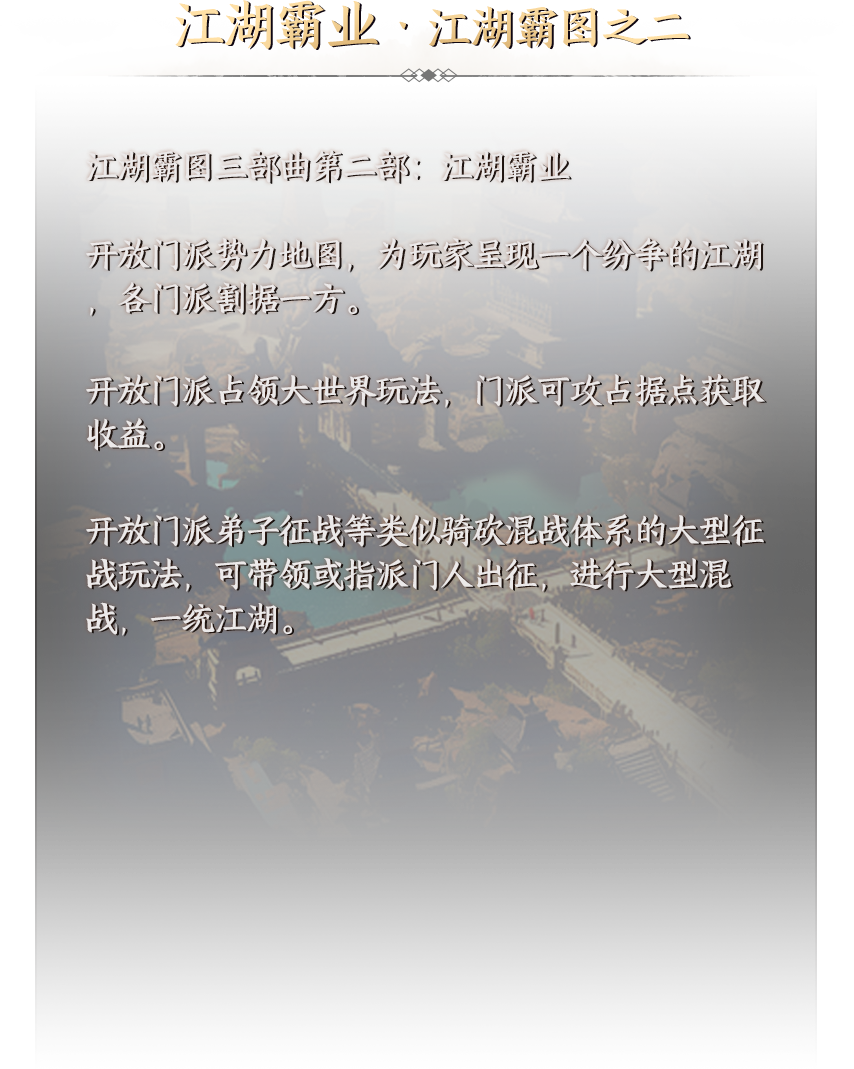 江湖霸业·江湖霸图之二
江湖霸图三部曲第二部：江湖霸业
开放门派势力地图，为玩家呈现一个纷争的江湖
，各门派割据一方。
开放门派占领大世界玩法，门派可攻占据点获取
收益。
开放门派弟子征战等类似骑砍混战体系的大型征
战玩法，可带领或指派门人出征，进行大型混
战，一统江湖。